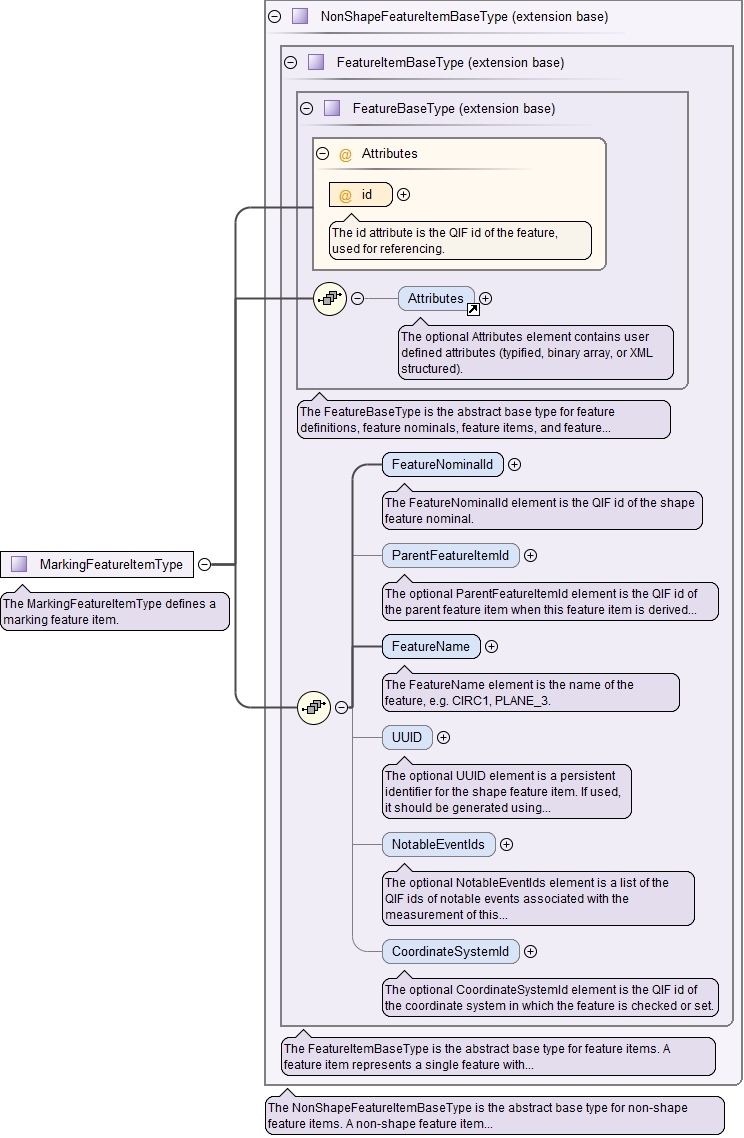 NonShapeFeatureItemBaseType (extension base)
FeatureItemBaseType (extension base)
FeatureBaseType (extension base)
@ Attributes
@ id
The id attribute is the QIF id of the feature,
used for referencing.
Attributes
The optional Attributes element contains user
defined attributes (typified, binary array, or XML
structured).
The FeatureBaseType is the abstract base type for feature
definitions, feature nominals, feature items, and feature...
FeatureNominalId
The FeatureNominalId element is the QIF id of the shape
feature nominal.
ParentFeatureItemId
The optional ParentFeatureItemId element is the QIF id of
the parent feature item when this feature item is derived...
MarkingFeatureItemType
The MarkingFeatureItemType defines a
marking feature item.
FeatureName
The FeatureName element is the name of the
feature, e.g. CIRC1, PLANE_3.
UUID
The optional UUID element is a persistent
identifier for the shape feature item. If used,
it should be generated using...
NotableEventIds
The optional NotableEventIds element is a list of the
QIF ids of notable events associated with the
measurement of this...
CoordinateSystemId
The optional CoordinateSystemId element is the QIF id of
the coordinate system in which the feature is checked or set.
The FeatureItemBaseType is the abstract base type for feature items. A
feature item represents a single feature with...
The NonShapeFeatureItemBaseType is the abstract base type for non-shape
feature items. A non-shape feature item...